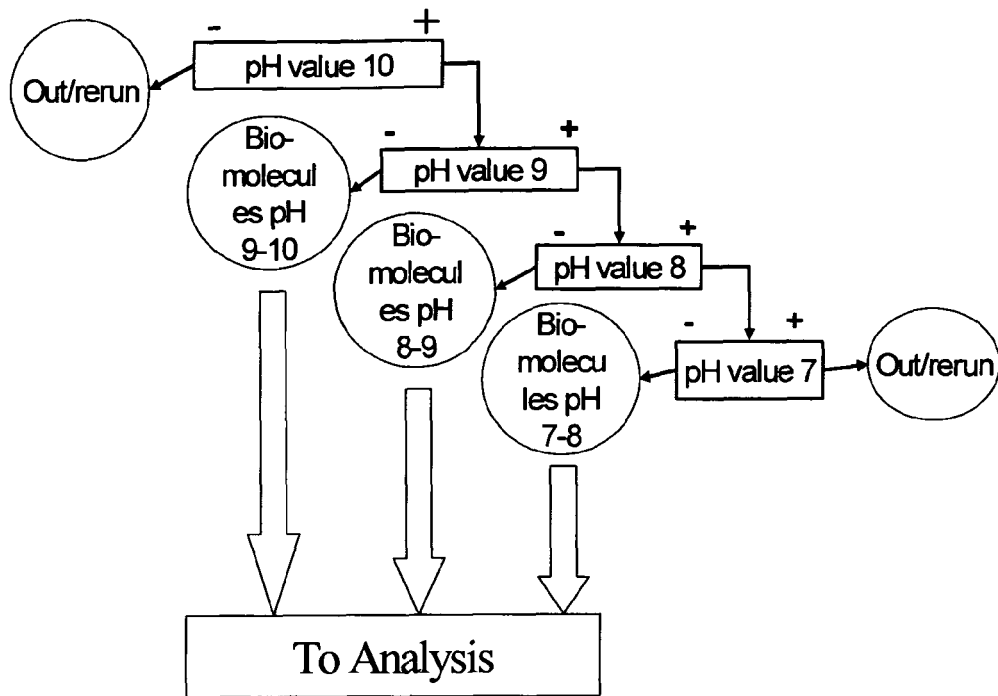 - +
pH value 10
Out/rerun
- +
pH value 9
Bio-
molecul
es pH
9-10
- +
pH value 8
Bio-
molecul
es pH
8-9
- +
pH value 7
Bio-
molecu
les pH
7-8
Out/rerun
To Analysis